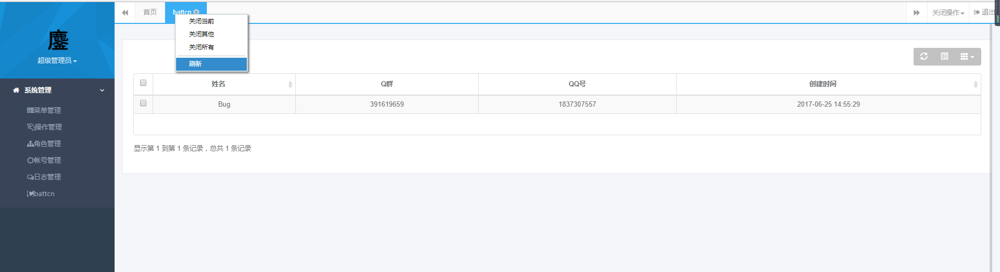 首页
battcn
关闭操作
退出
关闭当前
关闭其他
关闭所有
刷新
鏖
超级管理员
系统管理
菜单管理
操作管理
角色管理
帐号管理
日志管理
battcn
姓名 Q群 QQ号 创建时间
Bug 391619659 1837307557 2017-06-25 14:55:29
显示第 1 到第 1 条记录，总共 1 条记录